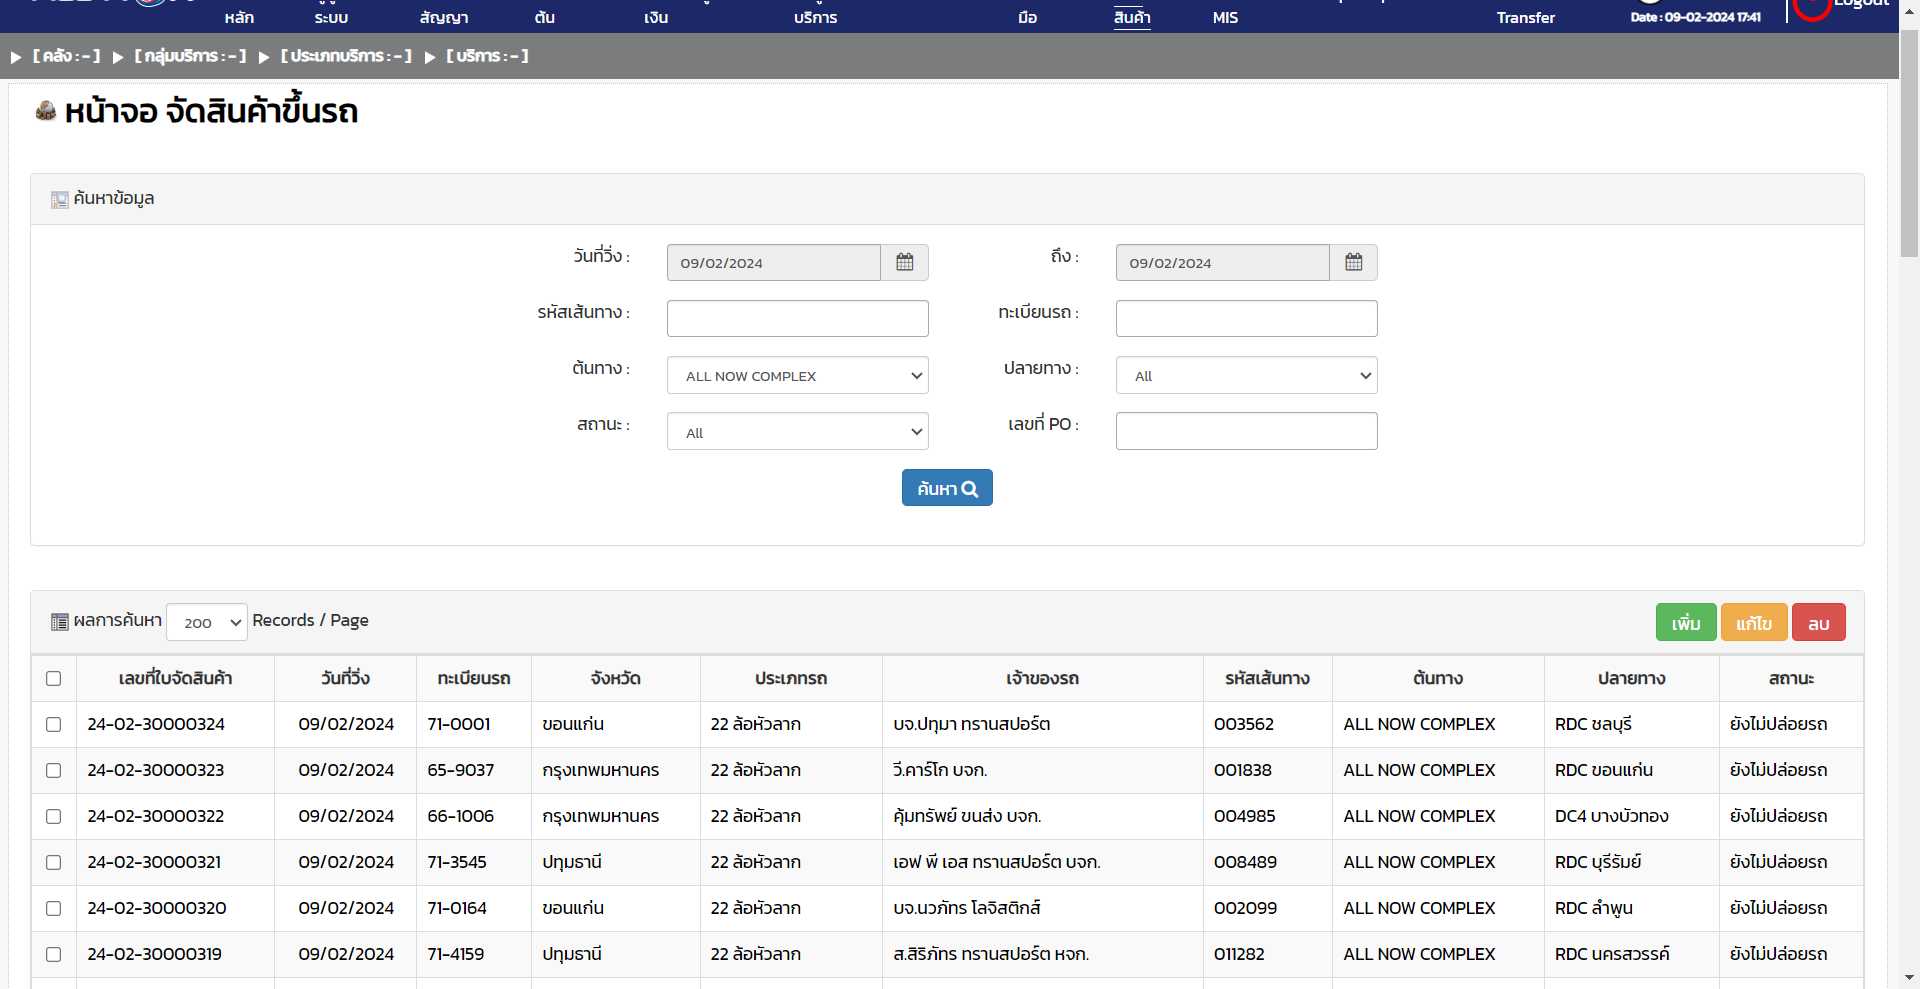 หลัก ระบบ สัญญา ต้น เงิน บริการ มือ สินค้า MIS Transfer Date : 09-02-2024 17:41 Logout
[ คลัง : - ] [ กลุ่มบริการ : - ] [ ประเภทบริการ : - ] [ บริการ : - ]
หน้าจอ จัดสินค้าขึ้นรถ
ค้นหาข้อมูล
วันที่วิ่ง : 09/02/2024 ถึง : 09/02/2024
รหัสเส้นทาง : ทะเบียนรถ :
ต้นทาง : ALL NOW COMPLEX ปลายทาง : All
สถานะ : All เลขที่ PO :
ค้นหา
ผลการค้นหา 200 Records / Page เพิ่ม แก้ไข ลบ
เลขที่ใบจัดสินค้า วันที่วิ่ง ทะเบียนรถ จังหวัด ประเภทรถ เจ้าของรถ รหัสเส้นทาง ต้นทาง ปลายทาง สถานะ
24-02-30000324 09/02/2024 71-0001 ขอนแก่น 22 ล้อหัวลาก บจ.ปทุมา ทรานสปอร์ต 003562 ALL NOW COMPLEX RDC ชลบุรี ยังไม่ปล่อยรถ
24-02-30000323 09/02/2024 65-9037 กรุงเทพมหานคร 22 ล้อหัวลาก วี.คาร์โก บจก. 001838 ALL NOW COMPLEX RDC ขอนแก่น ยังไม่ปล่อยรถ
24-02-30000322 09/02/2024 66-1006 กรุงเทพมหานคร 22 ล้อหัวลาก คุ้มทรัพย์ ขนส่ง บจก. 004985 ALL NOW COMPLEX DC4 บางบัวทอง ยังไม่ปล่อยรถ
24-02-30000321 09/02/2024 71-3545 ปทุมธานี 22 ล้อหัวลาก เอฟ พี เอส ทรานสปอร์ต บจก. 008489 ALL NOW COMPLEX RDC บุรีรัมย์ ยังไม่ปล่อยรถ
24-02-30000320 09/02/2024 71-0164 ขอนแก่น 22 ล้อหัวลาก บจ.นวภัทร โลจิสติกส์ 002099 ALL NOW COMPLEX RDC ลำพูน ยังไม่ปล่อยรถ
24-02-30000319 09/02/2024 71-4159 ปทุมธานี 22 ล้อหัวลาก ส.สิริภัทร ทรานสปอร์ต หจก. 011282 ALL NOW COMPLEX RDC นครสวรรค์ ยังไม่ปล่อยรถ